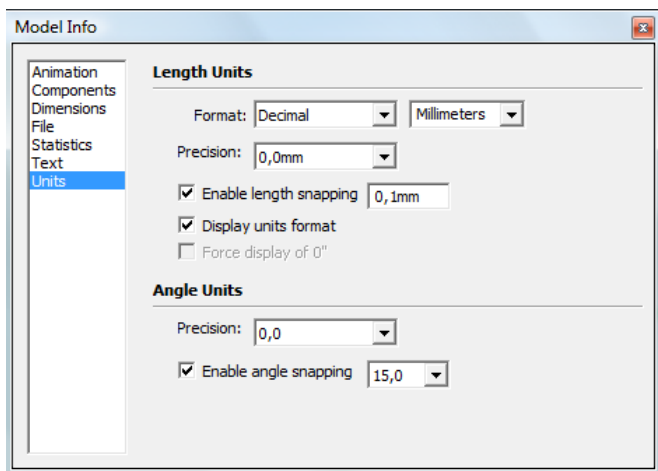 Model Info
Animation
Components
Dimensions
File
Statistics
Text
Units
Length Units
Format: Decimal Millimeters
Precision: 0,0mm
Enable length snapping 0,1mm
Display units format
Force display of 0"
Angle Units
Precision: 0,0
Enable angle snapping 15,0